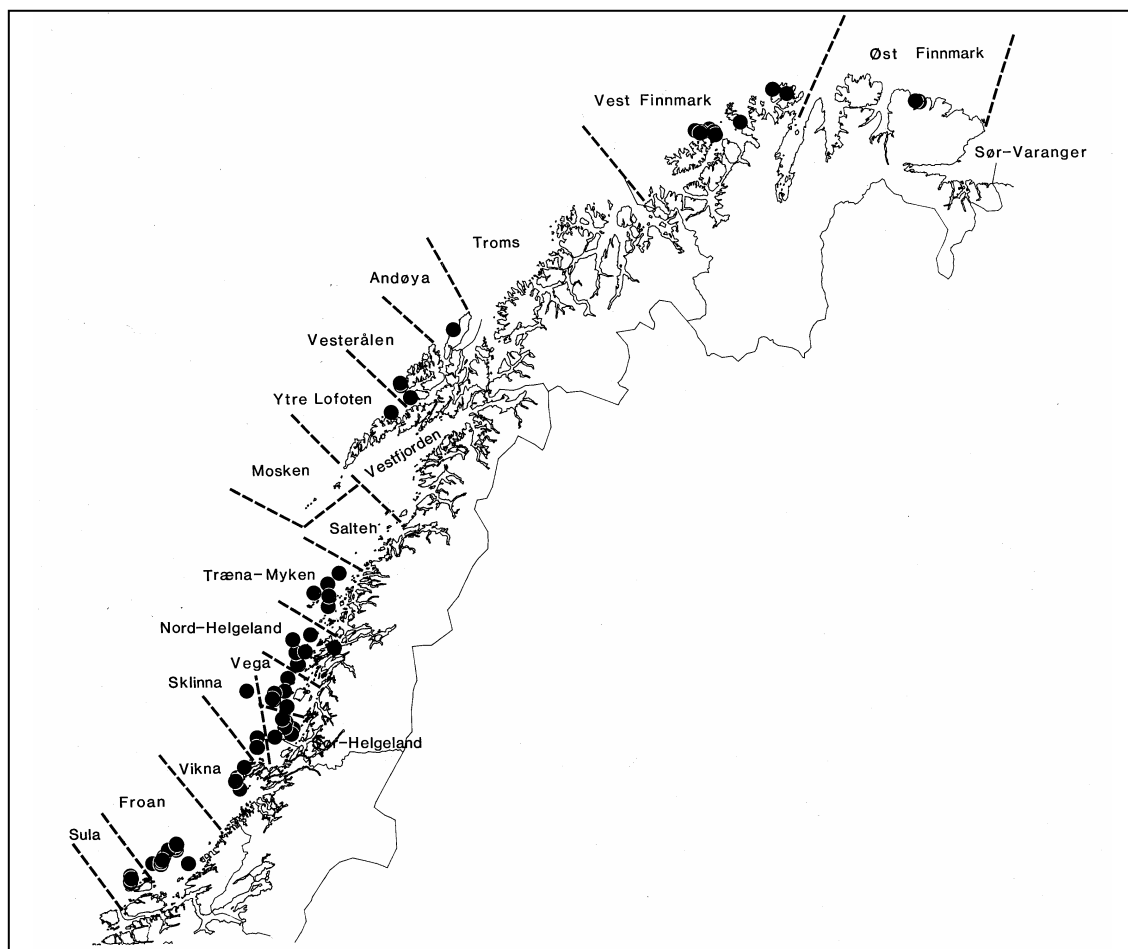 Øst Finnmark
Vest Finnmark
Sør-Varanger
Troms
Andøya
Vesterålen
Ytre Lofoten
Vestfjorden
Mosken
Salten
Træna-Myken
Nord-Helgeland
Vega
Sklinna
Sør-Helgeland
Vikna
Froan
Sula